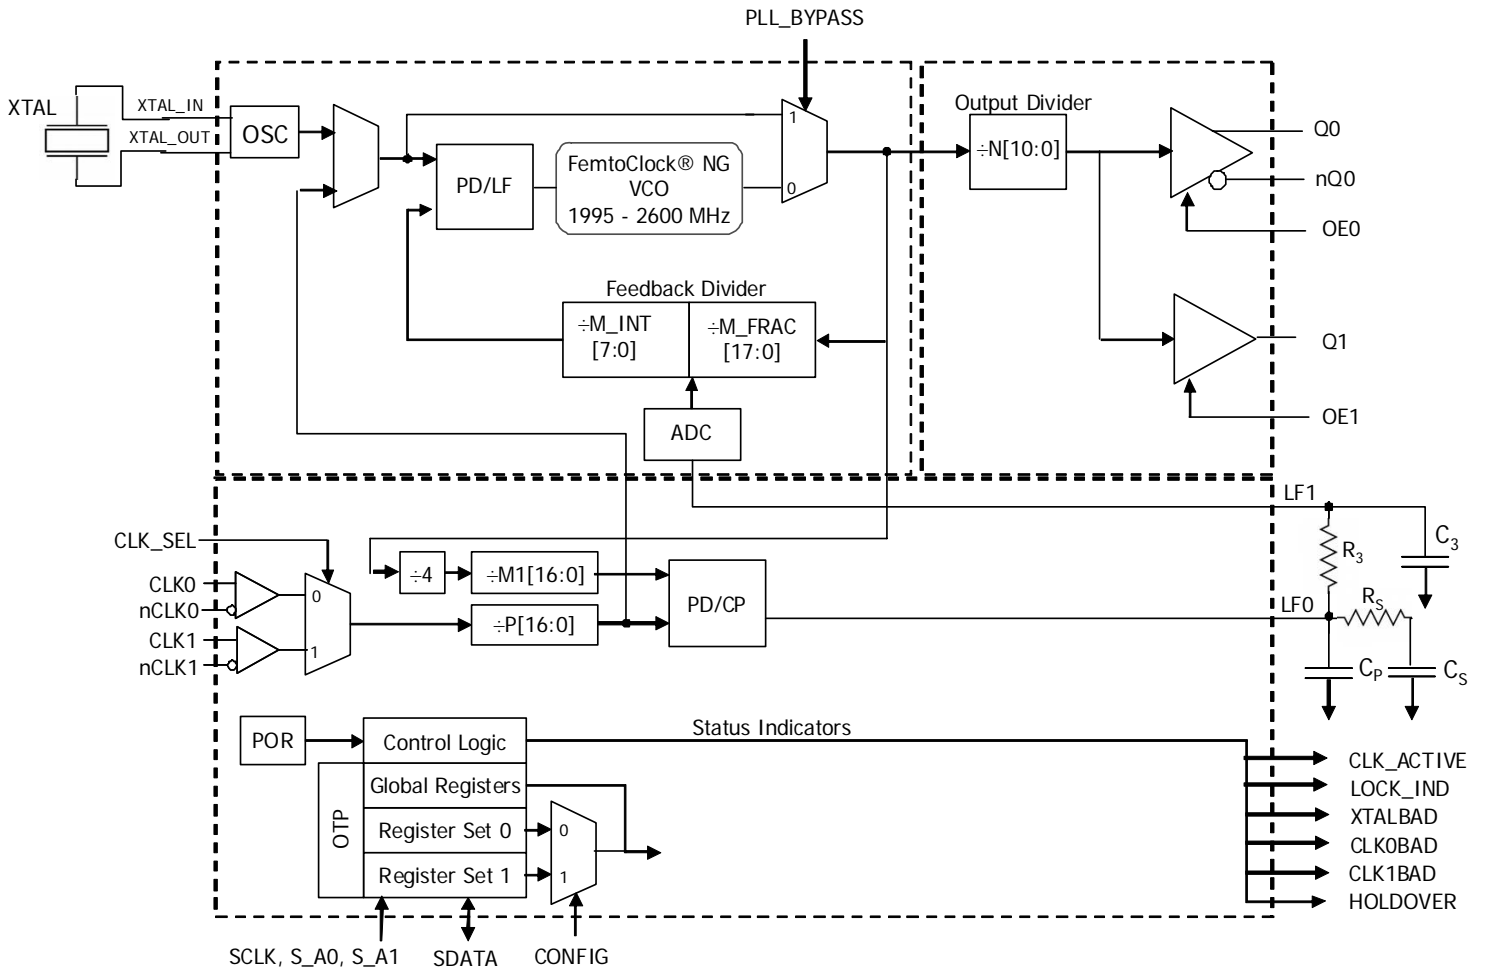 PLL_BYPASS
XTAL
XTAL_IN
XTAL_OUT
OSC
PD/LF
FemtoClock® NG
VCO
1995 - 2600 MHz
1
0
Output Divider
÷N[10:0]
Q0
nQ0
OE0
Q1
OE1
Feedback Divider
÷M_INT
[7:0]
÷M_FRAC
[17:0]
ADC
LF1
R3
C3
LF0
RS
CP
CS
CLK_SEL
CLK0
nCLK0
CLK1
nCLK1
0
1
÷4
÷M1[16:0]
÷P[16:0]
PD/CP
POR
Control Logic
Status Indicators
OTP
Global Registers
Register Set 0
Register Set 1
0
1
CLK_ACTIVE
LOCK_IND
XTALBAD
CLK0BAD
CLK1BAD
HOLDOVER
SCLK, S_A0, S_A1
SDATA
CONFIG